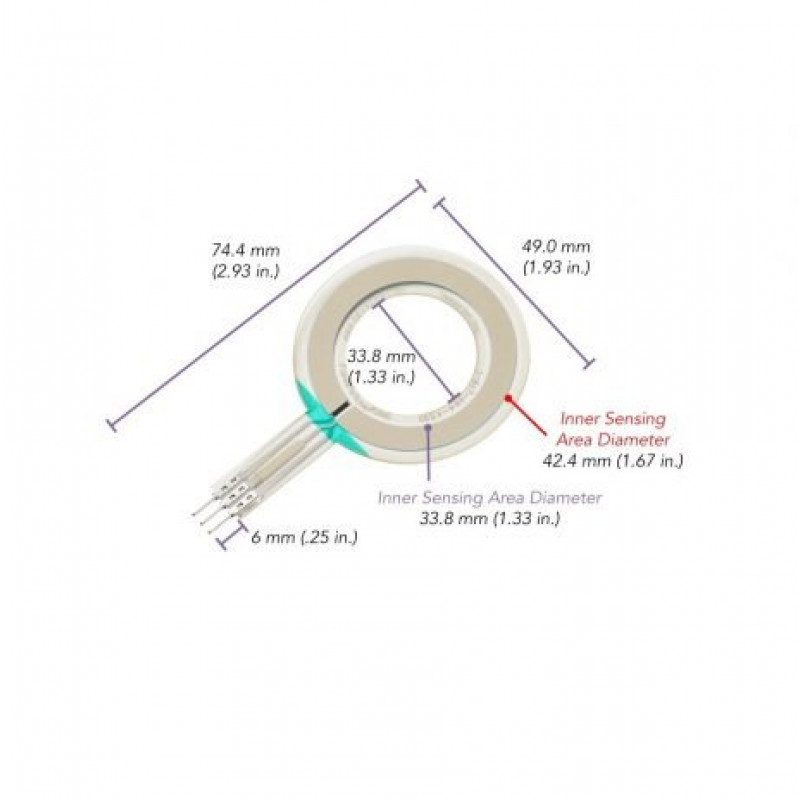 74.4 mm
(2.93 in.)
49.0 mm
(1.93 in.)
33.8 mm
(1.33 in.)
Inner Sensing
Area Diameter
42.4 mm (1.67 in.)
Inner Sensing Area Diameter
33.8 mm (1.33 in.)
6 mm (.25 in.)